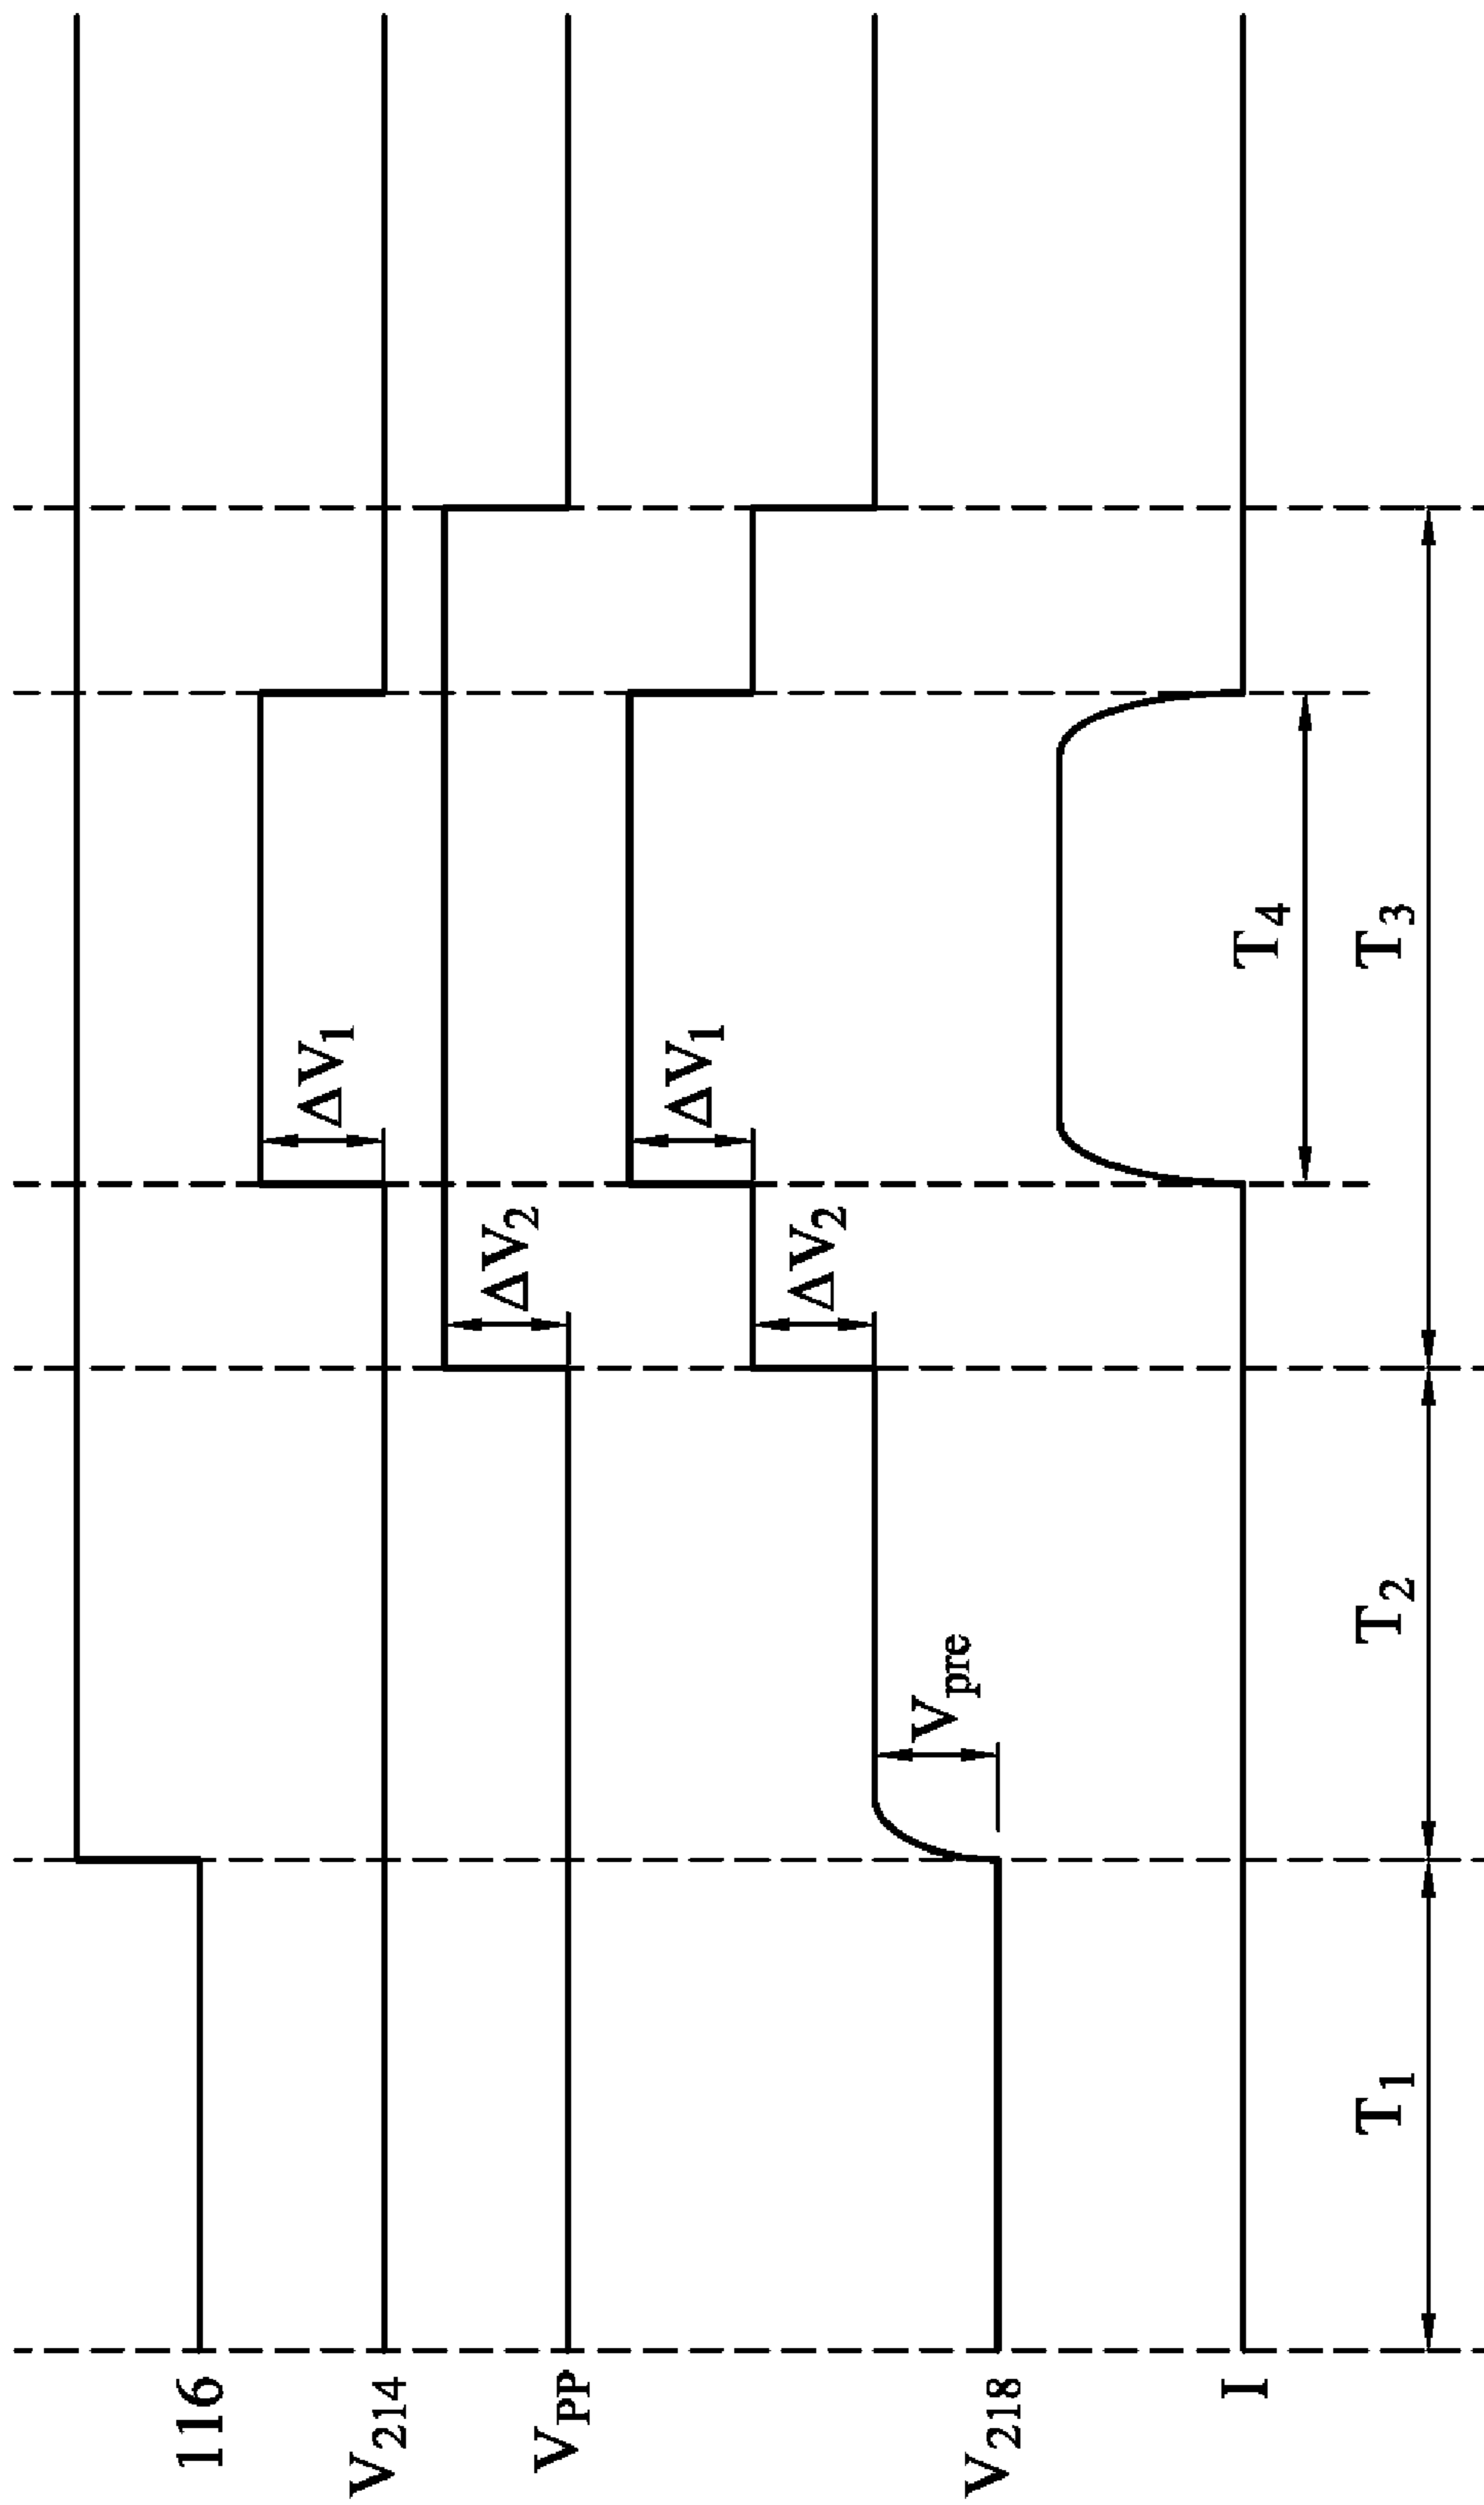 116
V214
ΔV1
VPP
ΔV2
ΔV1
ΔV2
V218
Vpre
I
T4
T1 T2 T3